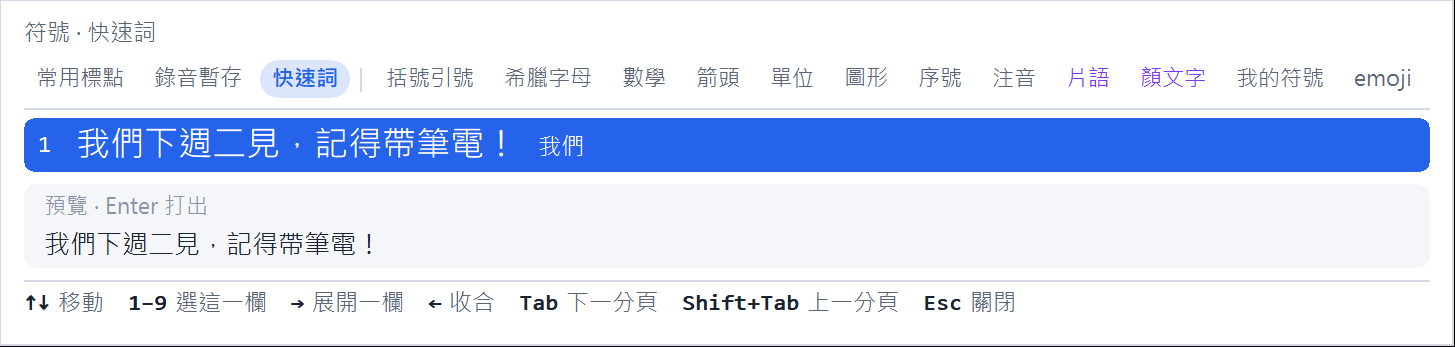 符號 · 快速詞
常用標點 錄音暫存 快速詞 括號引號 希臘字母 數學 箭頭 單位 圖形 序號 注音 片語 顏文字 我的符號 emoji
1 我們下週二見，記得帶筆電！ 我們
預覽 · Enter 打出
我們下週二見，記得帶筆電！
↑↓ 移動 1–9 選這一欄 → 展開一欄 ← 收合 Tab 下一分頁 Shift+Tab 上一分頁 Esc 關閉